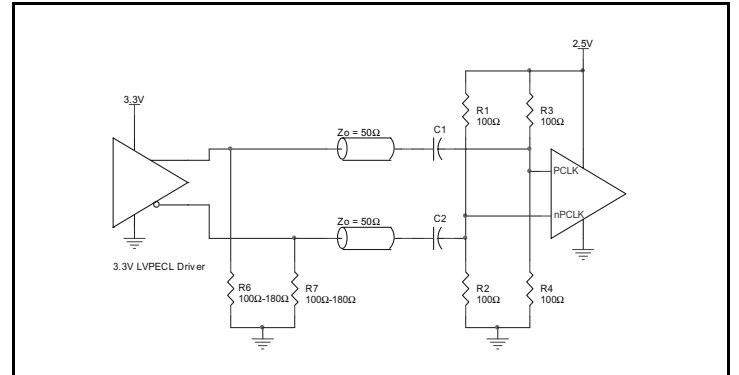 2.5V
3.3V
R1
100Ω
R3
100Ω
Zo = 50Ω
C1
PCLK
nPCLK
Zo = 50Ω
C2
3.3V LVPECL Driver
R6
100Ω-180Ω
R7
100Ω-180Ω
R2
100Ω
R4
100Ω